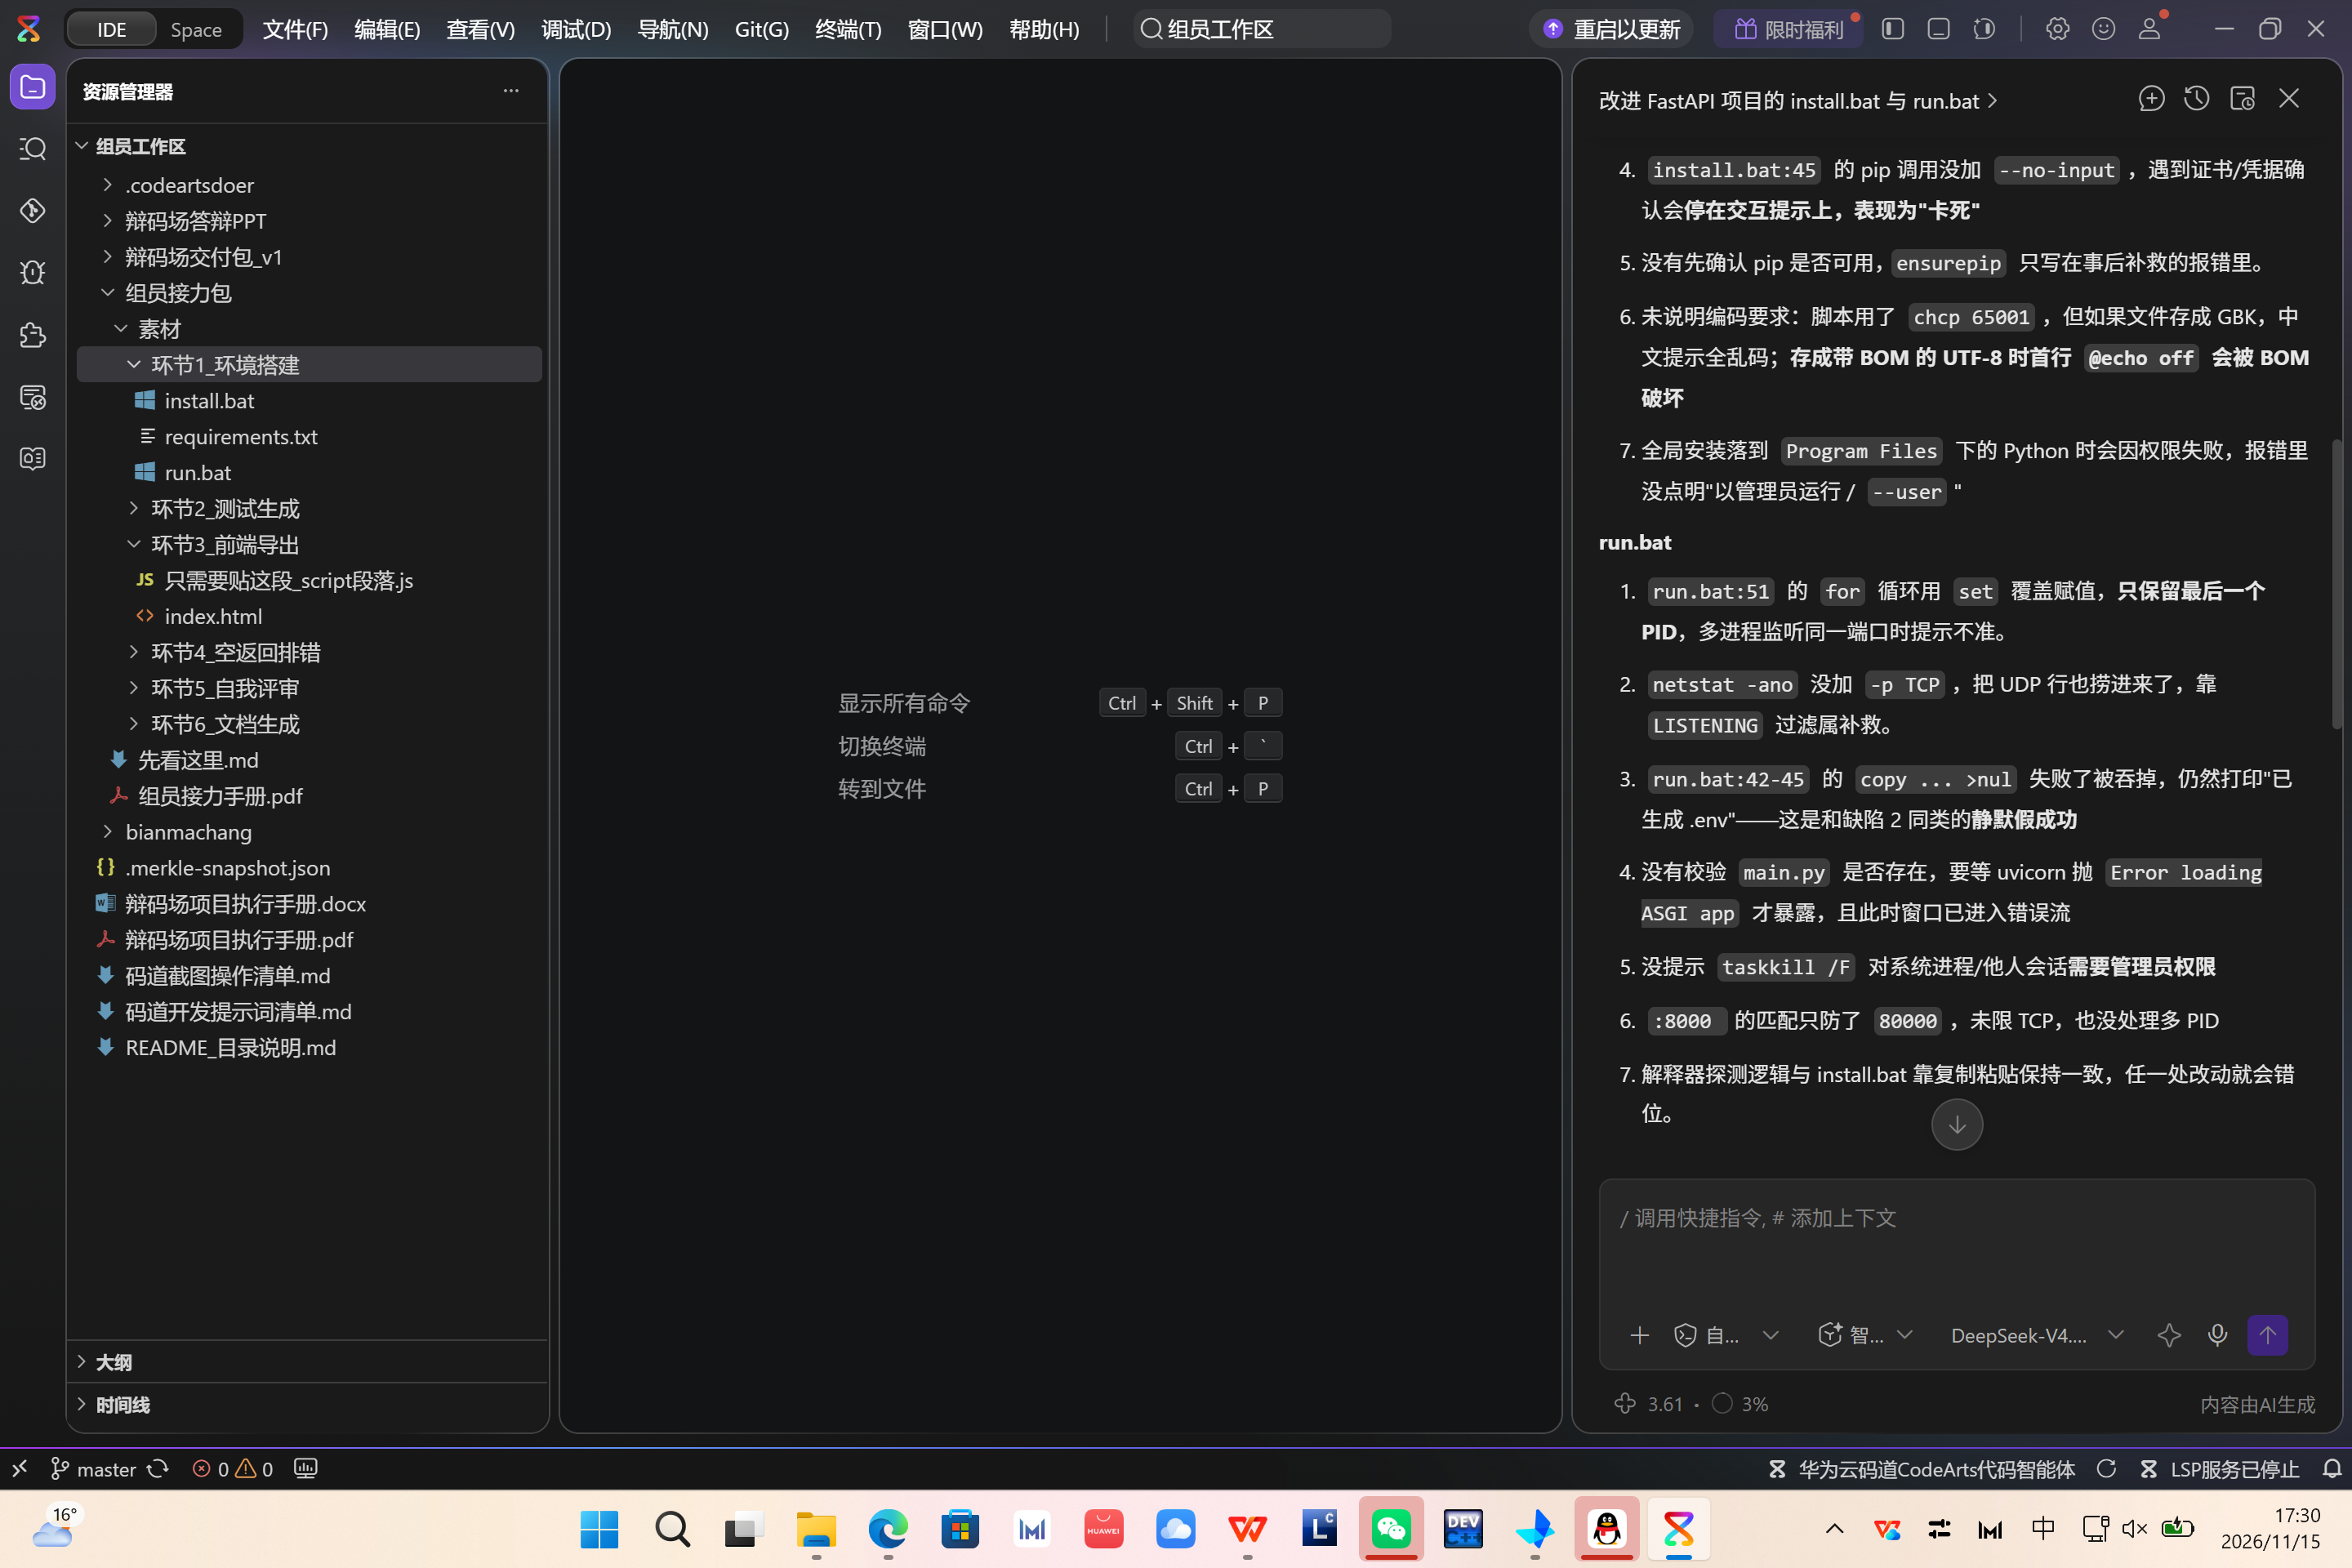 IDE Space 文件(F) 编辑(E) 查看(V) 调试(D) 导航(N) Git(G) 终端(T) 窗口(W) 帮助(H) 组员工作区 重启以更新 限时福利
资源管理器 ···
组员工作区
.codeartsdoer
辩码场答辩PPT
辩码场交付包_v1
组员接力包
素材
环节1_环境搭建
install.bat
requirements.txt
run.bat
环节2_测试生成
环节3_前端导出
JS 只需要贴这段_script段落.js
<> index.html
环节4_空返回排错
环节5_自我评审
环节6_文档生成
先看这里.md
组员接力手册.pdf
bianmachang
{} .merkle-snapshot.json
辩码场项目执行手册.docx
辩码场项目执行手册.pdf
码道截图操作清单.md
码道开发提示词清单.md
README_目录说明.md
大纲
时间线
显示所有命令 Ctrl + Shift + P
切换终端 Ctrl + `
转到文件 Ctrl + P
改进 FastAPI 项目的 install.bat 与 run.bat
4. install.bat:45 的 pip 调用没加 --no-input ，遇到证书/凭据确
认会停在交互提示上，表现为"卡死"
5. 没有先确认 pip 是否可用，ensurepip 只写在事后补救的报错里。
6. 未说明编码要求：脚本用了 chcp 65001 ，但如果文件存成 GBK，中
文提示全乱码；存成带 BOM 的 UTF-8 时首行 @echo off 会被 BOM
破坏
7. 全局安装落到 Program Files 下的 Python 时会因权限失败，报错里
没点明"以管理员运行 / --user "
run.bat
1. run.bat:51 的 for 循环用 set 覆盖赋值，只保留最后一个
PID，多进程监听同一端口时提示不准。
2. netstat -ano 没加 -p TCP ，把 UDP 行也捞进来了，靠
LISTENING 过滤属补救。
3. run.bat:42-45 的 copy ... >nul 失败了被吞掉，仍然打印"已
生成 .env"——这是和缺陷 2 同类的静默假成功
4. 没有校验 main.py 是否存在，要等 uvicorn 抛 Error loading
ASGI app 才暴露，且此时窗口已进入错误流
5. 没提示 taskkill /F 对系统进程/他人会话需要管理员权限
6. :8000 的匹配只防了 80000 ，未限 TCP，也没处理多 PID
7. 解释器探测逻辑与 install.bat 靠复制粘贴保持一致，任一处改动就会错
位。
/ 调用快捷指令, # 添加上下文
自... 智... DeepSeek-V4....
3.61 · 3% 内容由AI生成
master 0 0 华为云码道CodeArts代码智能体 LSP服务已停止
16° HUAWEI LC DEV C++ 中 17:30
2026/11/15